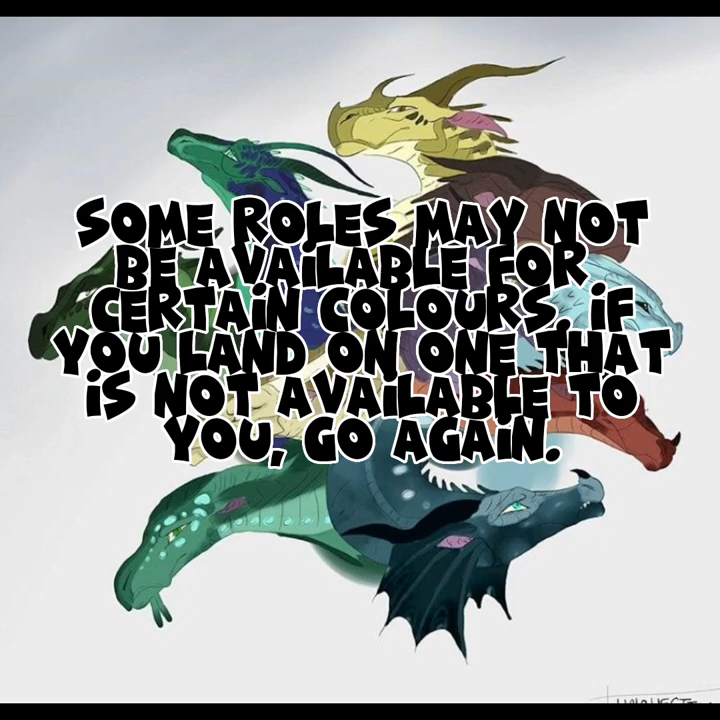 SOME ROLES MAY NOT
BE AVAILABLE FOR
CERTAIN COLOURS. IF
YOU LAND ON ONE THAT
IS NOT AVAILABLE TO
YOU, GO AGAIN.